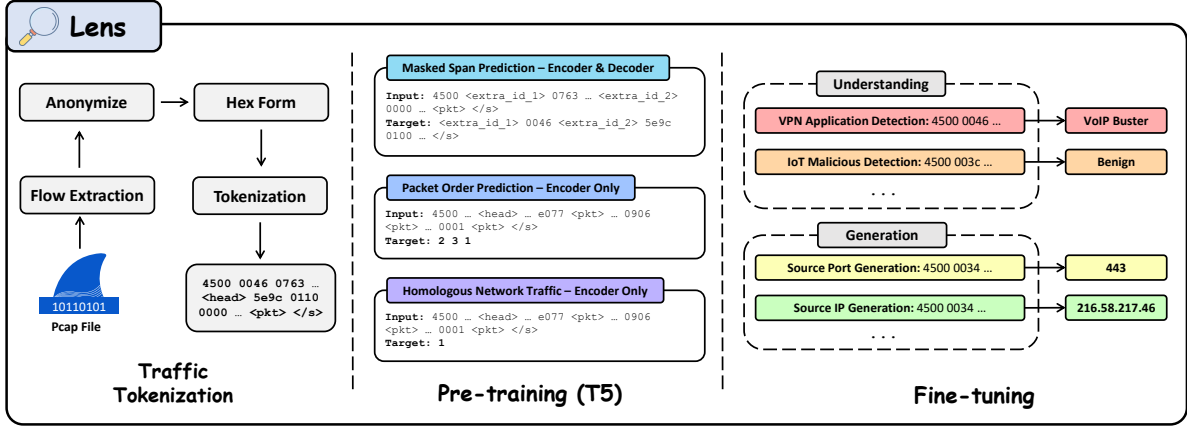 Lens
Anonymize
Hex Form
Flow Extraction
Tokenization
10110101
Pcap File
4500 0046 0763 …
<head> 5e9c 0110
0000 … <pkt> </s>
Traffic
Tokenization
Masked Span Prediction – Encoder & Decoder
Input: 4500 <extra_id_1> 0763 … <extra_id_2>
0000 … <pkt> </s>
Target: <extra_id_1> 0046 <extra_id_2> 5e9c
0100 … </s>
Packet Order Prediction – Encoder Only
Input: 4500 … <head> … e077 <pkt> … 0906
<pkt> … 0001 <pkt> </s>
Target: 2 3 1
Homologous Network Traffic – Encoder Only
Input: 4500 … <head> … e077 <pkt> … 0906
<pkt> … 0001 <pkt> </s>
Target: 1
Pre-training (T5)
Understanding
VPN Application Detection: 4500 0046 …
VoIP Buster
IoT Malicious Detection: 4500 003c …
Benign
...
Generation
Source Port Generation: 4500 0034 …
443
Source IP Generation: 4500 0034 …
216.58.217.46
...
Fine-tuning